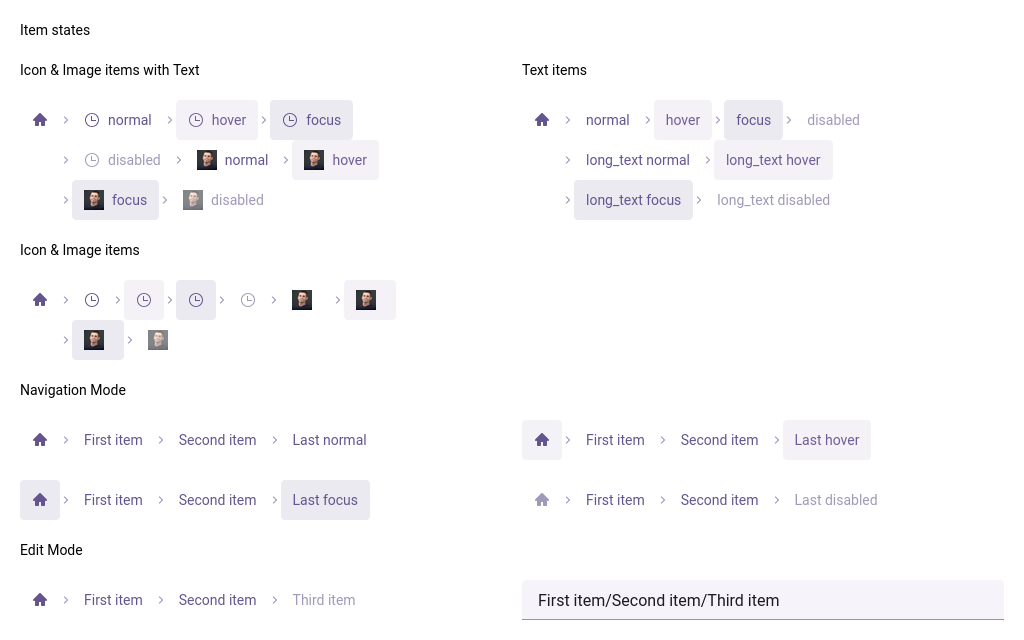 Item states
Icon & Image items with Text
normal hover focus
disabled normal hover
focus disabled
Text items
normal hover focus disabled
long_text normal long_text hover
long_text focus long_text disabled
Icon & Image items
Navigation Mode
First item Second item Last normal
First item Second item Last hover
First item Second item Last focus
First item Second item Last disabled
Edit Mode
First item Second item Third item
First item/Second item/Third item